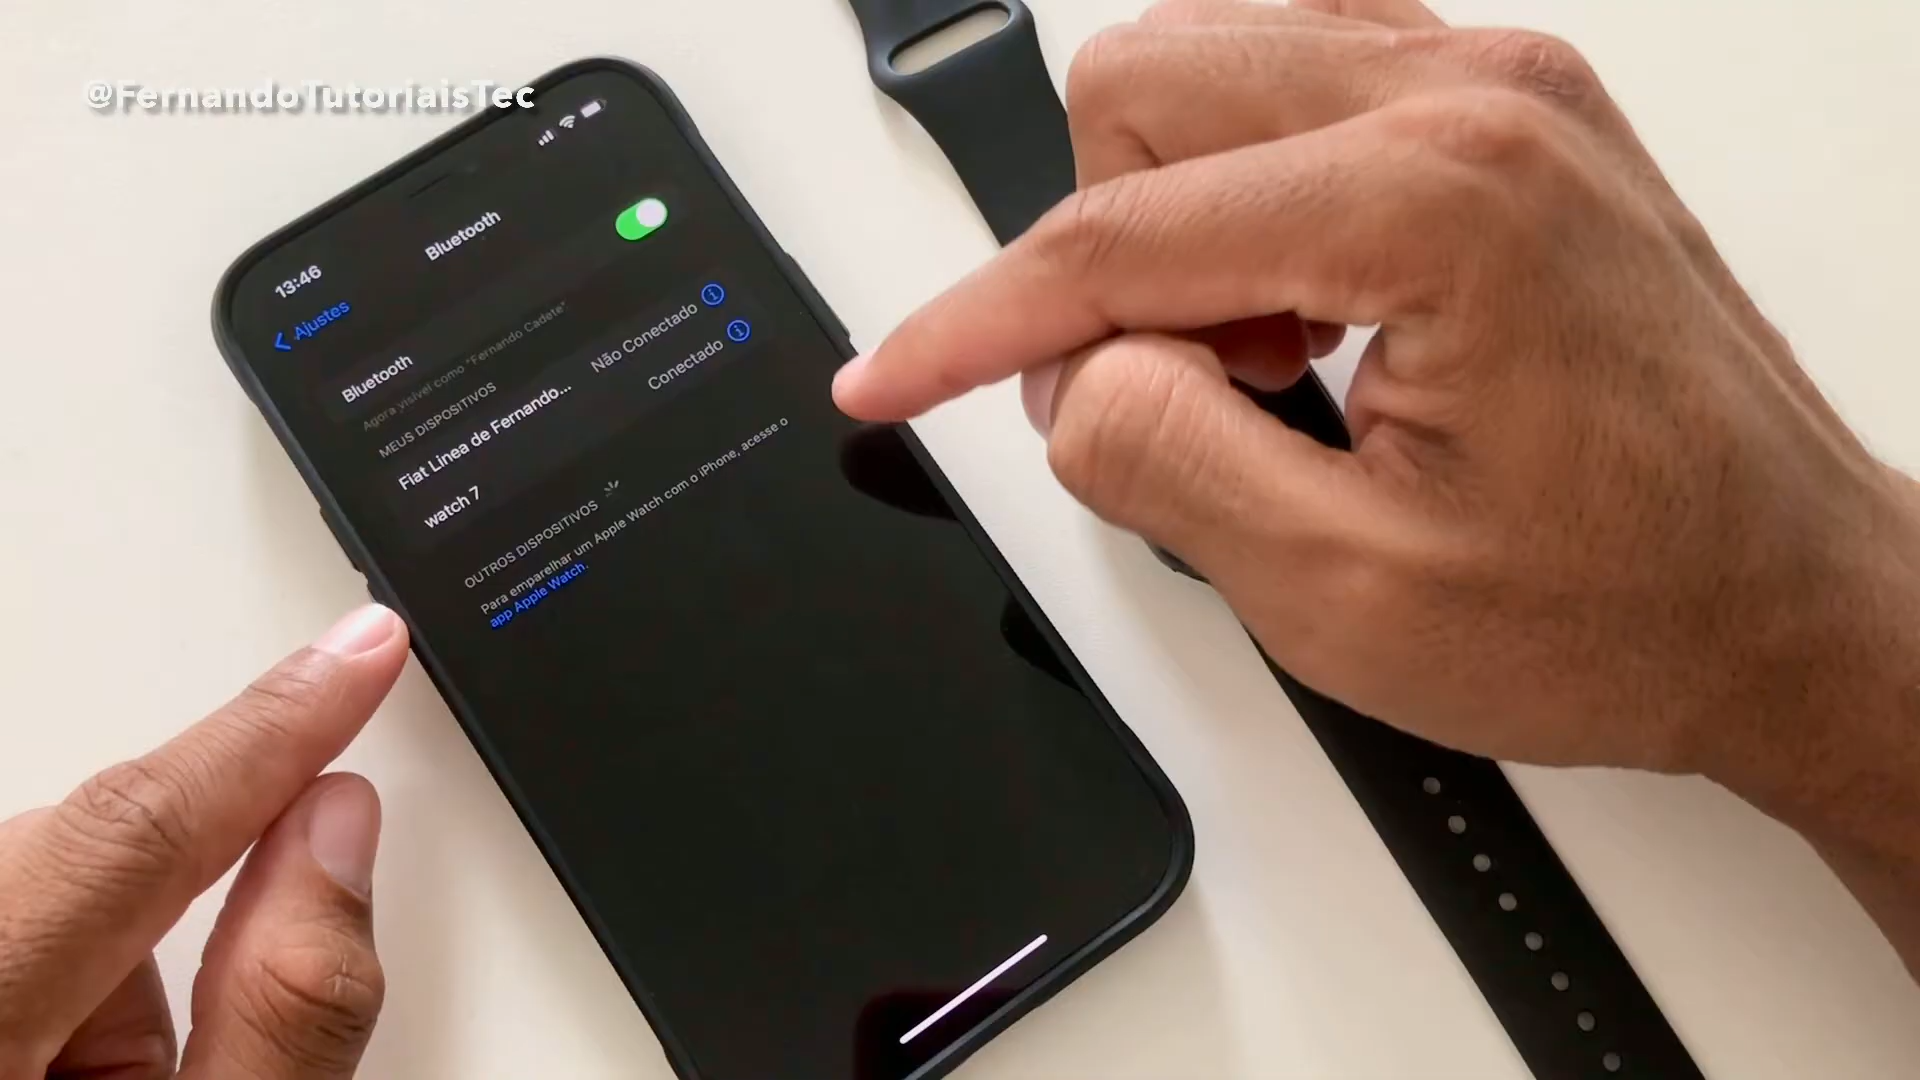 @FernandoTutoriaisTec
13:46
Ajustes
Bluetooth
Bluetooth
Agora visível como "Fernando Cadete"
MEUS DISPOSITIVOS
Fiat Linea de Fernando... Não Conectado
watch 7 Conectado
OUTROS DISPOSITIVOS
Para emparelhar um Apple Watch com o iPhone, acesse o
app Apple Watch.